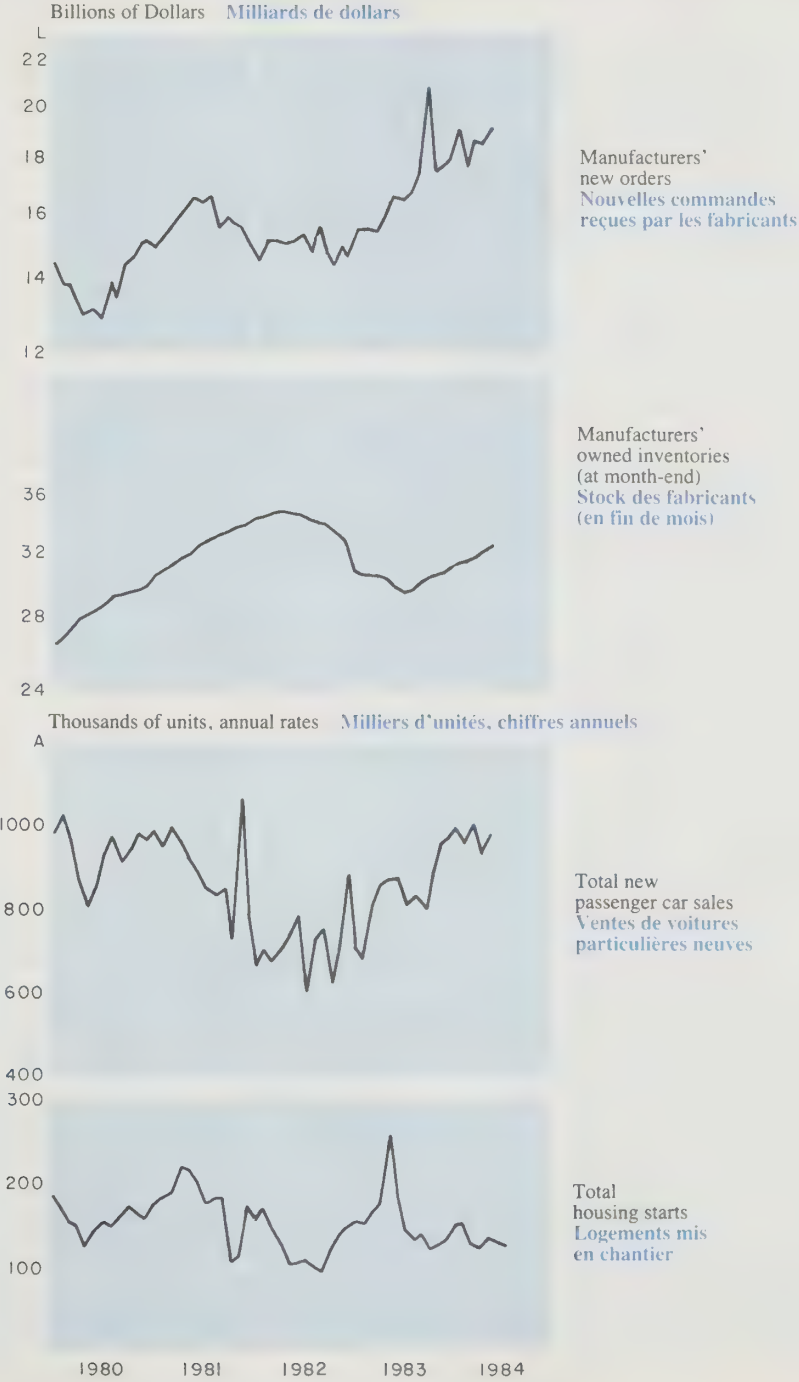 Billions of Dollars Milliards de dollars
L
22
20
18
16
14
12
Manufacturers'
new orders
Nouvelles commandes
reçues par les fabricants
36
32
28
24
Manufacturers'
owned inventories
(at month-end)
Stock des fabricants
(en fin de mois)
Thousands of units, annual rates Milliers d'unités, chiffres annuels
A
1000
800
600
400
Total new
passenger car sales
Ventes de voitures
particulières neuves
300
200
100
Total
housing starts
Logements mis
en chantier
1980 1981 1982 1983 1984